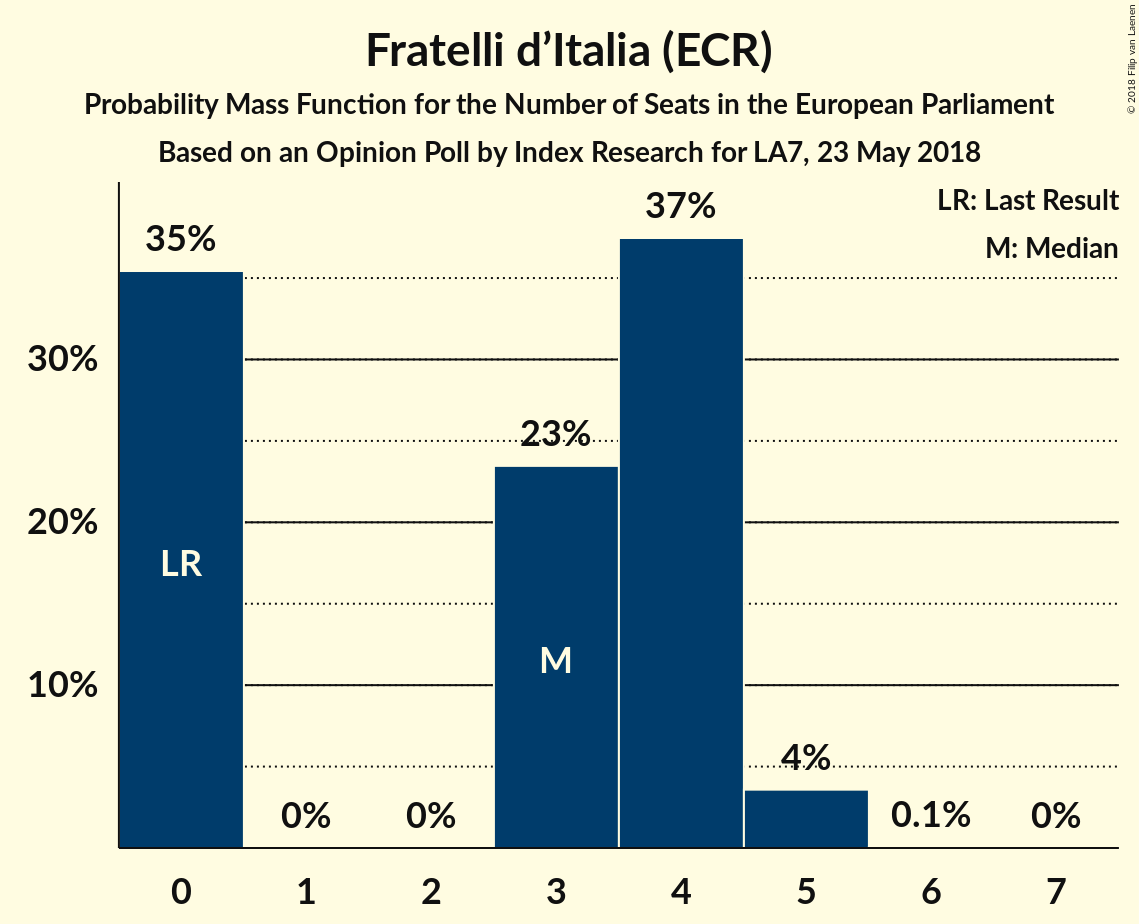 Fratelli d’Italia (ECR)
Probability Mass Function for the Number of Seats in the European Parliament
Based on an Opinion Poll by Index Research for LA7, 23 May 2018
© 2018 Filip van Laenen
LR: Last Result
M: Median
35% 0% 0% 23% 37% 4% 0.1% 0%
30%
20%
10%
LR
M
0 1 2 3 4 5 6 7